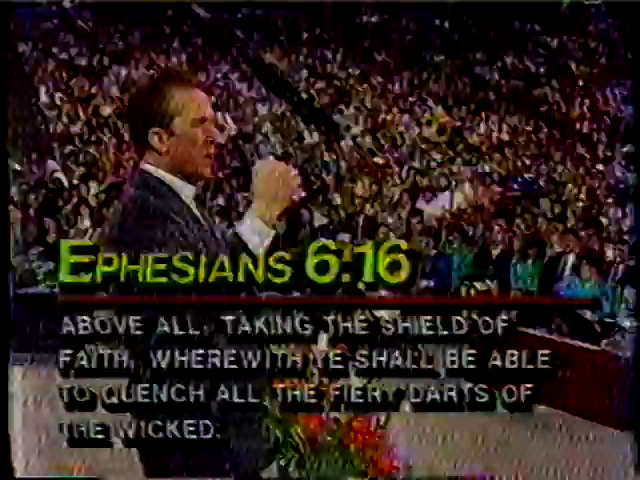 EPHESIANS 6:16
ABOVE ALL, TAKING THE SHIELD OF
FAITH, WHEREWITH YE SHALL BE ABLE
TO QUENCH ALL THE FIERY DARTS OF
THE WICKED.